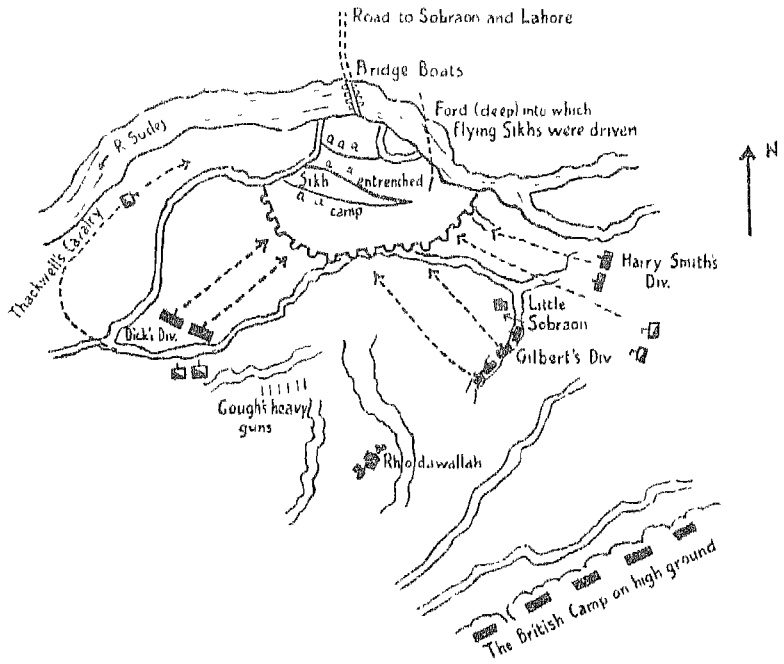 Road to Sobraon and Lahore
Bridge Boats
Ford (deep) into which
flying Sikhs were driven
R. Sutlej
N
a a a
a a
Sikh entrenched
a a
camp
Thackwell's Cavalry
Harry Smith's
Div.
Little
Sobraon
Dick's Div.
Gilbert's Div
Gough's heavy
guns
Rhodawallah
The British Camp on high ground